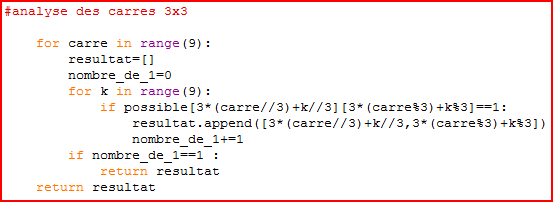 #analyse des carres 3x3
for carre in range(9):
resultat=[]
nombre_de_1=0
for k in range(9):
if possible[3*(carre//3)+k//3][3*(carre%3)+k%3]==1:
resultat.append([3*(carre//3)+k//3,3*(carre%3)+k%3])
nombre_de_1+=1
if nombre_de_1==1 :
return resultat
return resultat